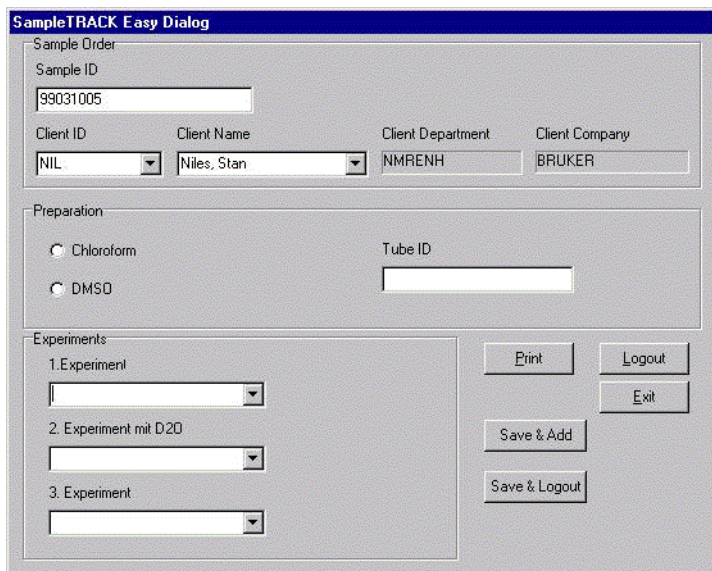 SampleTRACK Easy Dialog
Sample Order
Sample ID
99031005
Client ID Client Name Client Department Client Company
NIL Niles, Stan NMRENH BRUKER
Preparation
Chloroform Tube ID
DMSO
Experiments
1.Experiment
Print Logout
Exit
2. Experiment mit D2O
Save & Add
3. Experiment
Save & Logout